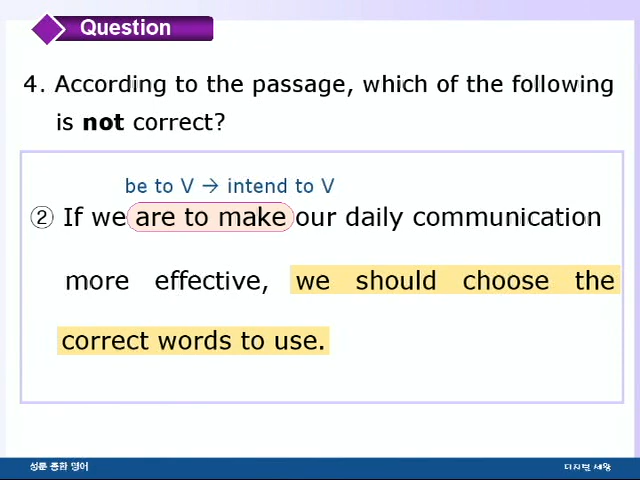 Question
4. According to the passage, which of the following
is not correct?
be to V → intend to V
② If we are to make our daily communication
more effective, we should choose the
correct words to use.
성문 종합 영어
디지털 세왕